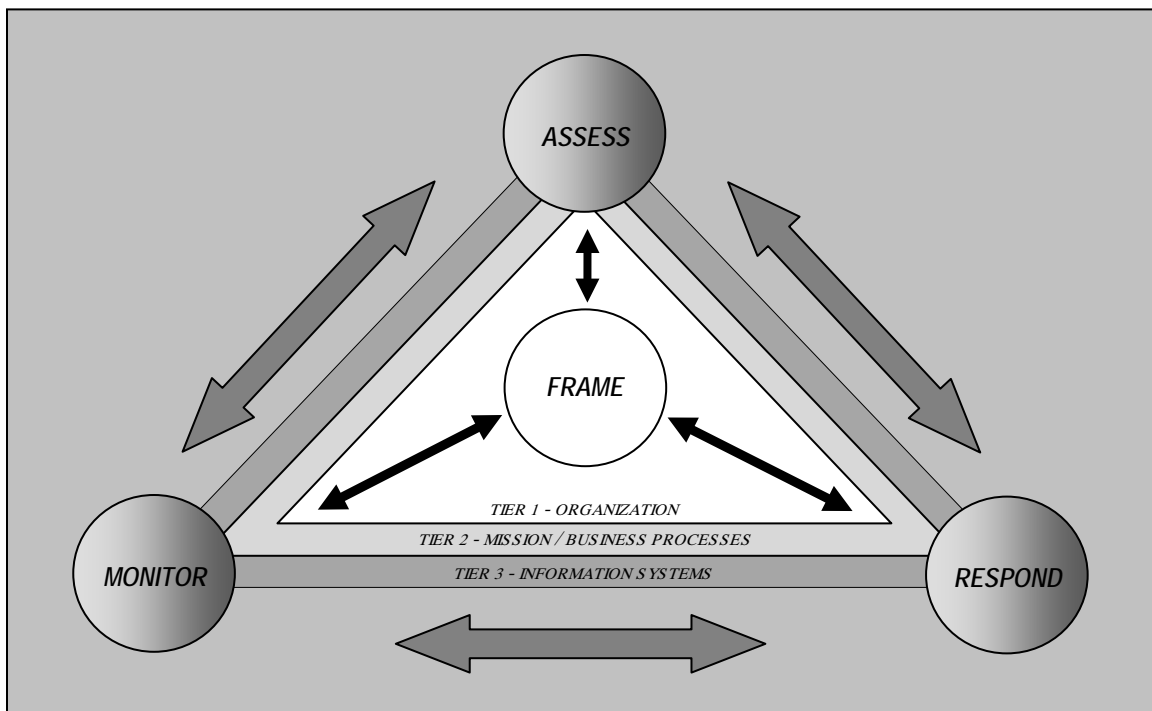 ASSESS
FRAME
TIER 1 - ORGANIZATION
TIER 2 - MISSION / BUSINESS PROCESSES
MONITOR
TIER 3 - INFORMATION SYSTEMS
RESPOND